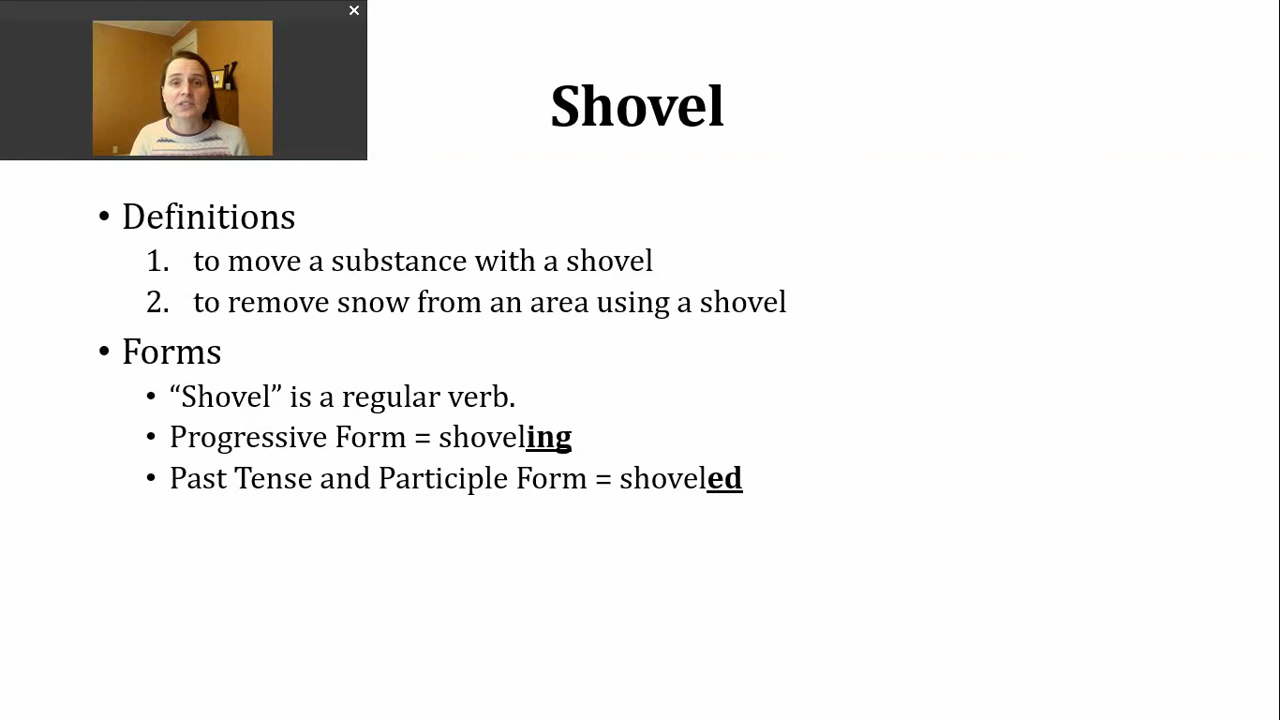 Shovel
• Definitions
1. to move a substance with a shovel
2. to remove snow from an area using a shovel
• Forms
• “Shovel” is a regular verb.
• Progressive Form = shoveling
• Past Tense and Participle Form = shoveled